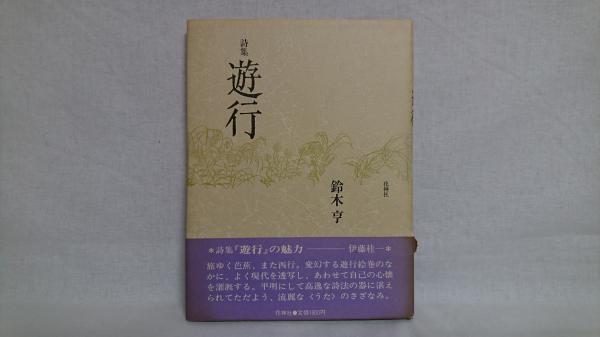 詩集
遊行
鈴木亨
花神社
＊詩集『遊行』の魅力――――伊藤桂一＊
旅ゆく芭蕉、また西行。変幻する遊行絵巻のな
かに、よく現代を透写し、あわせて自己の心懐
を瀟洒する。平明にして高逸な詩法の器に湛え
られてただよう、流麗な〈うた〉のさざなみ。
花神社●定価1800円